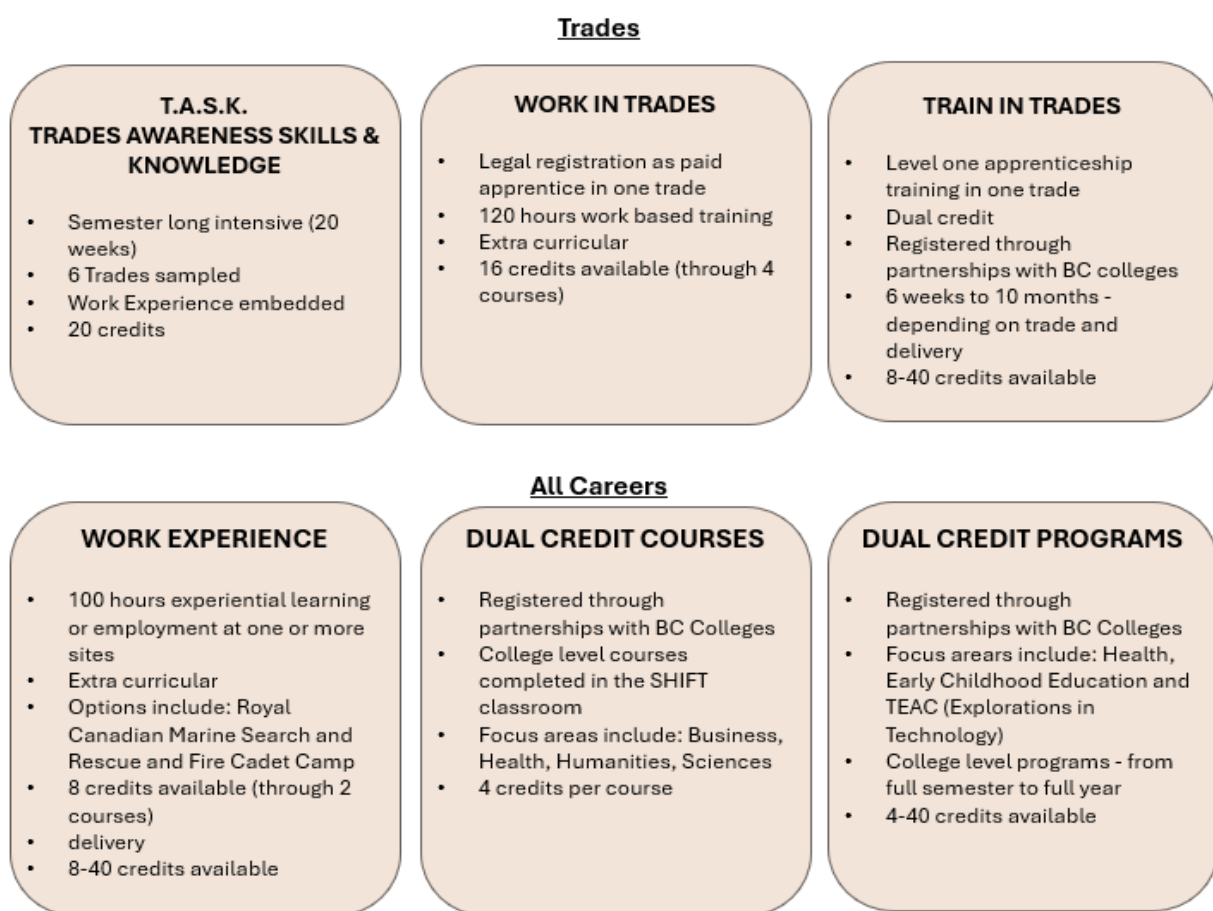 Trades
T.A.S.K.
TRADES AWARENESS SKILLS &
KNOWLEDGE
• Semester long intensive (20
weeks)
• 6 Trades sampled
• Work Experience embedded
• 20 credits
WORK IN TRADES
• Legal registration as paid
apprentice in one trade
• 120 hours work based training
• Extra curricular
• 16 credits available (through 4
courses)
TRAIN IN TRADES
• Level one apprenticeship
training in one trade
• Dual credit
• Registered through
partnerships with BC colleges
• 6 weeks to 10 months -
depending on trade and
delivery
• 8-40 credits available
All Careers
WORK EXPERIENCE
• 100 hours experiential learning
or employment at one or more
sites
• Extra curricular
• Options include: Royal
Canadian Marine Search and
Rescue and Fire Cadet Camp
• 8 credits available (through 2
courses)
• delivery
• 8-40 credits available
DUAL CREDIT COURSES
• Registered through
partnerships with BC Colleges
• College level courses
completed in the SHIFT
classroom
• Focus areas include: Business,
Health, Humanities, Sciences
• 4 credits per course
DUAL CREDIT PROGRAMS
• Registered through
partnerships with BC Colleges
• Focus arears include: Health,
Early Childhood Education and
TEAC (Explorations in
Technology)
• College level programs - from
full semester to full year
• 4-40 credits available